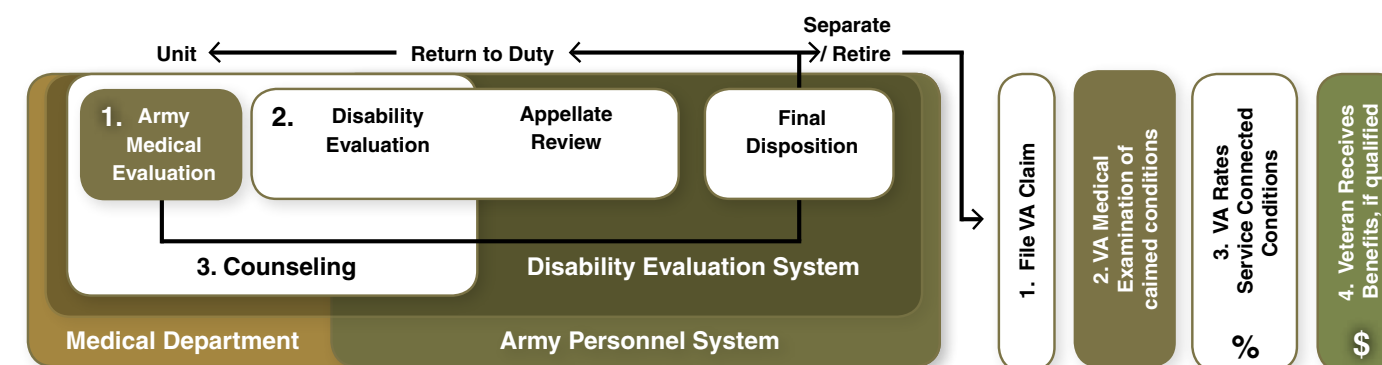 Separate
Unit
Return to Duty
/ Retire
1. Army
Medical
Evaluation
2. Disability
Evaluation
Appellate
Review
Final
Disposition
3. Counseling
Disability Evaluation System
Medical Department
Army Personnel System
1. File VA Claim
2. VA Medical
Examination of
caimed conditions
3. VA Rates
Service Connected
Conditions
%
4. Veteran Receives
Benefits, if qualified
$